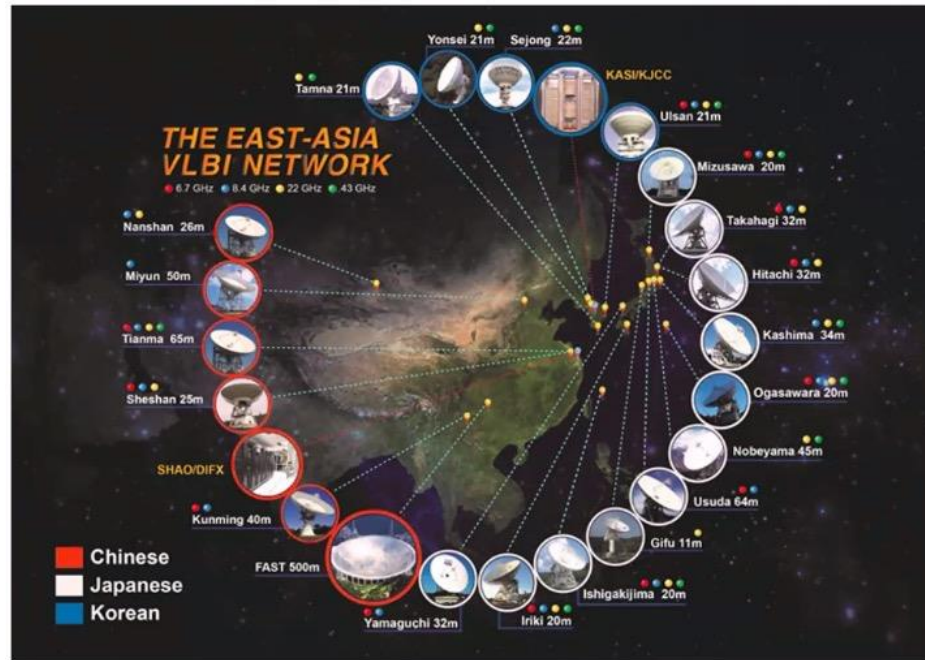 THE EAST-ASIA
VLBI NETWORK
6.7 GHz 8.4 GHz 22 GHz 43 GHz
Tamna 21m
Yonsei 21m
Sejong 22m
KASI/KJCC
Ulsan 21m
Mizusawa 20m
Takahagi 32m
Hitachi 32m
Kashima 34m
Ogasawara 20m
Nobeyama 45m
Usuda 64m
Gifu 11m
Ishigakijima 20m
Iriki 20m
Yamaguchi 32m
FAST 500m
Kunming 40m
SHAO/DIFX
Sheshan 25m
Tianma 65m
Miyun 50m
Nanshan 26m
Chinese
Japanese
Korean